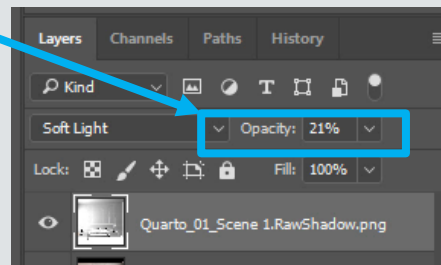 Layers Channels Paths History
Kind T
Soft Light Opacity: 21%
Lock: Fill: 100%
Quarto_01_Scene 1.RawShadow.png